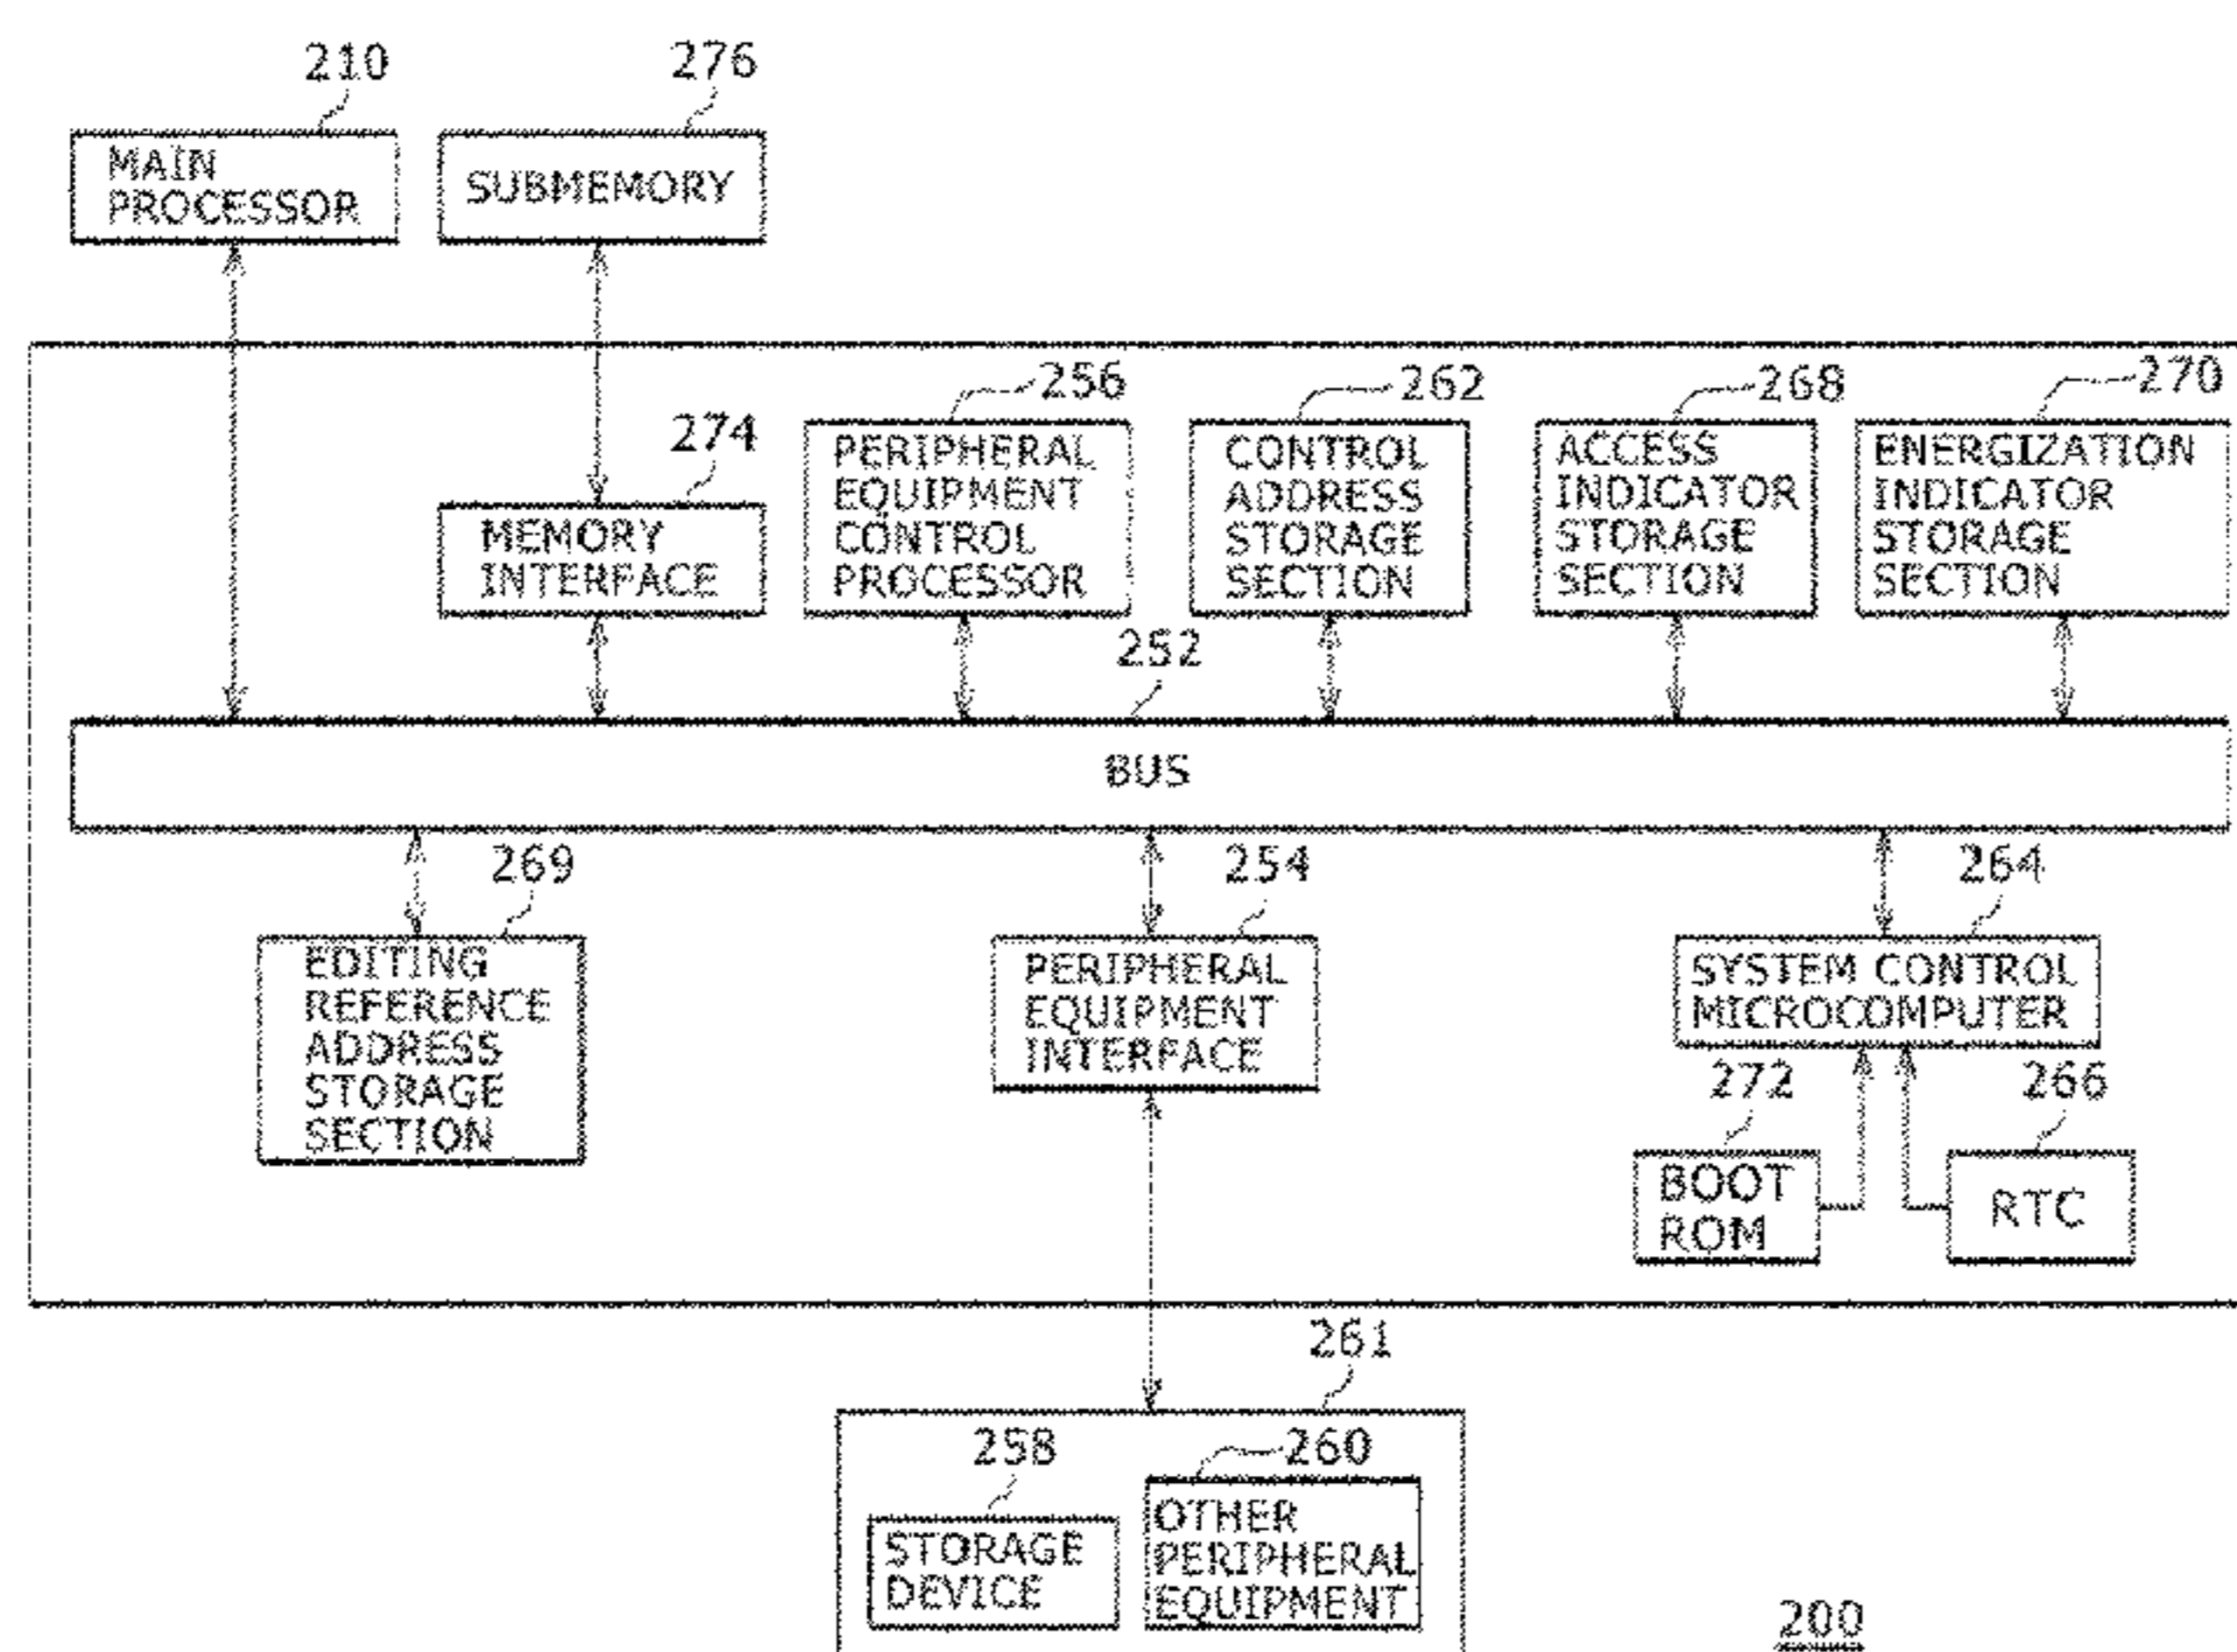 210
276
MAIN
PROCESSOR
SUBMEMORY
256
262
268
270
274
PERIPHERAL
EQUIPMENT
CONTROL
PROCESSOR
CONTROL
ADDRESS
STORAGE
SECTION
ACCESS
INDICATOR
STORAGE
SECTION
ENERGIZATION
INDICATOR
STORAGE
SECTION
MEMORY
INTERFACE
252
BUS
269
254
264
EDITING
REFERENCE
ADDRESS
STORAGE
SECTION
PERIPHERAL
EQUIPMENT
INTERFACE
SYSTEM CONTROL
MICROCOMPUTER
272
266
BOOT
ROM
RTC
261
258
260
STORAGE
DEVICE
OTHER
PERIPHERAL
EQUIPMENT
200